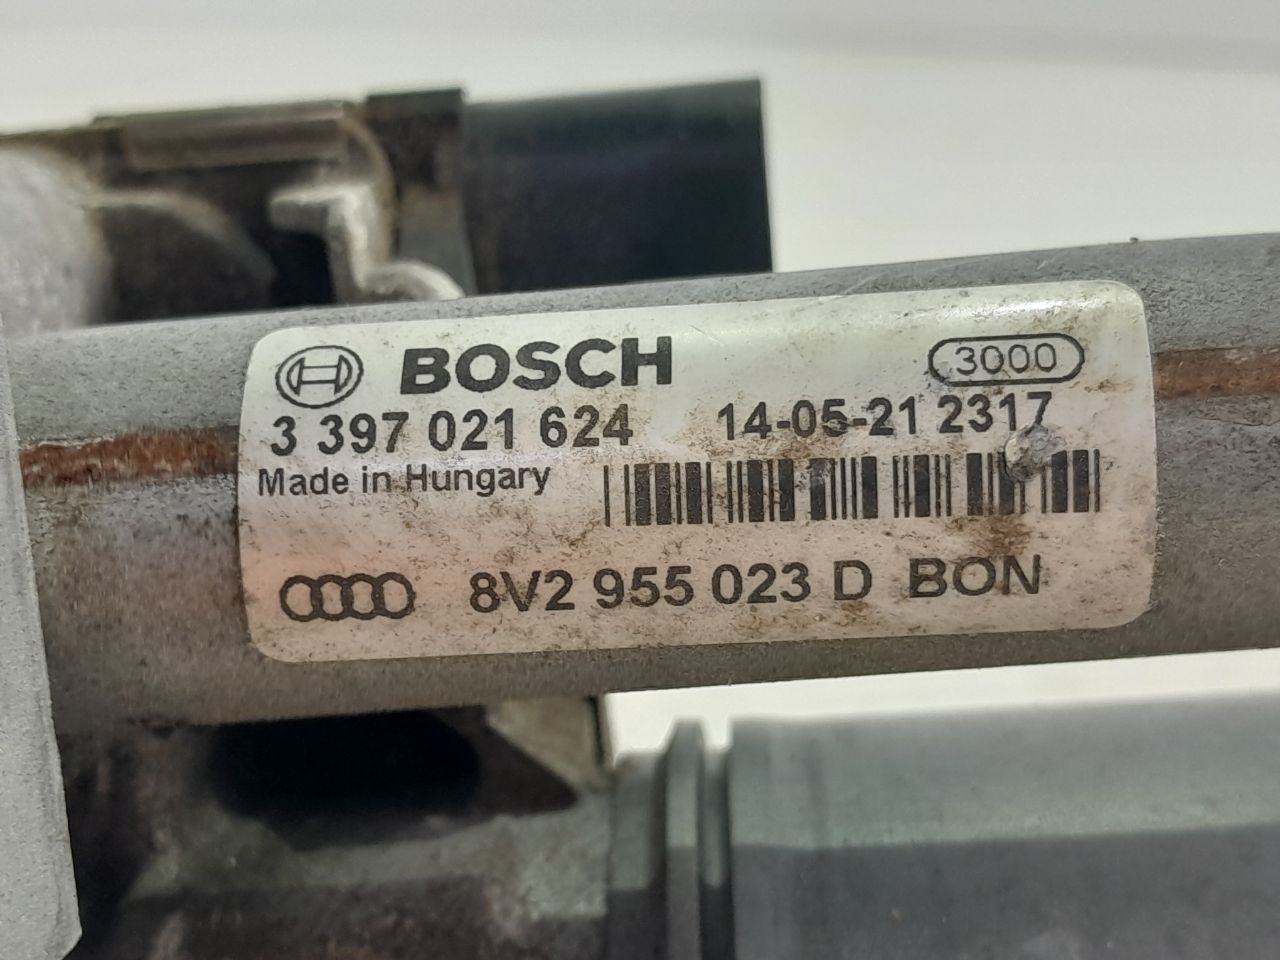 BOSCH 3000
3 397 021 624 14-05-21 2317
Made in Hungary
8V2 955 023 D BON